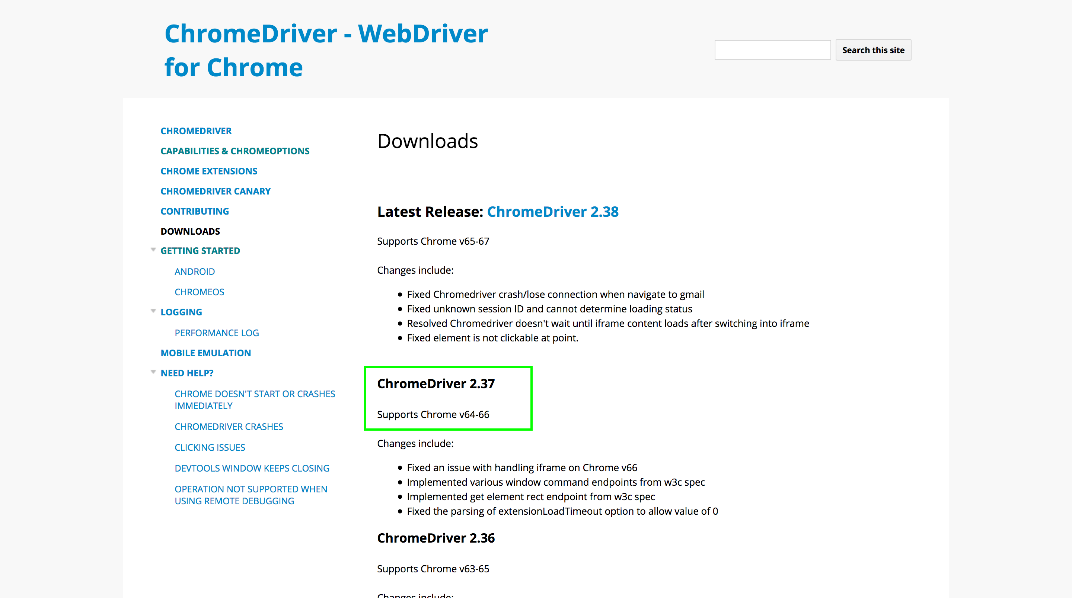 ChromeDriver - WebDriver
for Chrome
Search this site
CHROMEDRIVER
CAPABILITIES & CHROMEOPTIONS
CHROME EXTENSIONS
CHROMEDRIVER CANARY
CONTRIBUTING
DOWNLOADS
GETTING STARTED
ANDROID
CHROMEOS
LOGGING
PERFORMANCE LOG
MOBILE EMULATION
NEED HELP?
CHROME DOESN'T START OR CRASHES
IMMEDIATELY
CHROMEDRIVER CRASHES
CLICKING ISSUES
DEVTOOLS WINDOW KEEPS CLOSING
OPERATION NOT SUPPORTED WHEN
USING REMOTE DEBUGGING
Downloads
Latest Release: ChromeDriver 2.38
Supports Chrome v65-67
Changes include:
• Fixed Chromedriver crash/lose connection when navigate to gmail
• Fixed unknown session ID and cannot determine loading status
• Resolved Chromedriver doesn't wait until iframe content loads after switching into iframe
• Fixed element is not clickable at point.
ChromeDriver 2.37
Supports Chrome v64-66
Changes include:
• Fixed an issue with handling iframe on Chrome v66
• Implemented various window command endpoints from w3c spec
• Implemented get element rect endpoint from w3c spec
• Fixed the parsing of extensionLoadTimeout option to allow value of 0
ChromeDriver 2.36
Supports Chrome v63-65
Changes include: